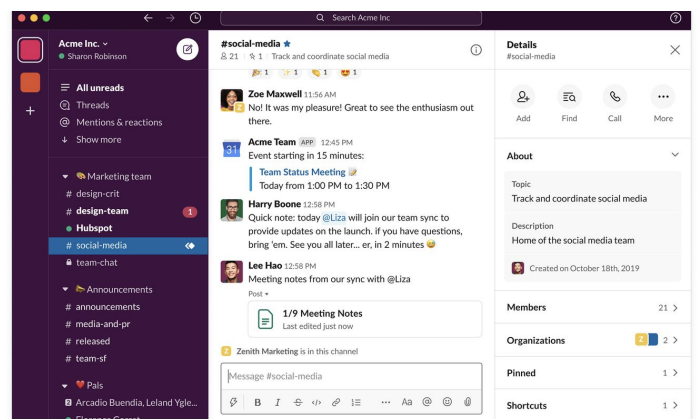 Search Acme Inc
Acme Inc.
Sharon Robinson
All unreads
Threads
@ Mentions & reactions
Show more
Marketing team
# design-crit
# design-team 1
Hubspot
# social-media
team-chat
Announcements
# announcements
# media-and-pr
# released
# team-sf
Pals
2 Arcadio Buendia, Leland Ygle...
#social-media
21 | 1 | Track and coordinate social media
1 1 1 1
Zoe Maxwell 11:56 AM
No! It was my pleasure! Great to see the enthusiasm out
there.
31
Acme Team APP 12:45 PM
Event starting in 15 minutes:
Team Status Meeting
Today from 1:00 PM to 1:30 PM
Harry Boone 12:58 PM
Quick note: today @Liza will join our team sync to
provide updates on the launch. if you have questions,
bring 'em. See you all later... er, in 2 minutes
Lee Hao 12:58 PM
Meeting notes from our sync with @Liza
Post
1/9 Meeting Notes
Last edited just now
Z Zenith Marketing is in this channel
Message #social-media
B I S </> ... Aa @
Details
#social-media
Add Find Call More
About
Topic
Track and coordinate social media
Description
Home of the social media team
Created on October 18th, 2019
Members 21
Organizations Z 2
Pinned 1
Shortcuts 1